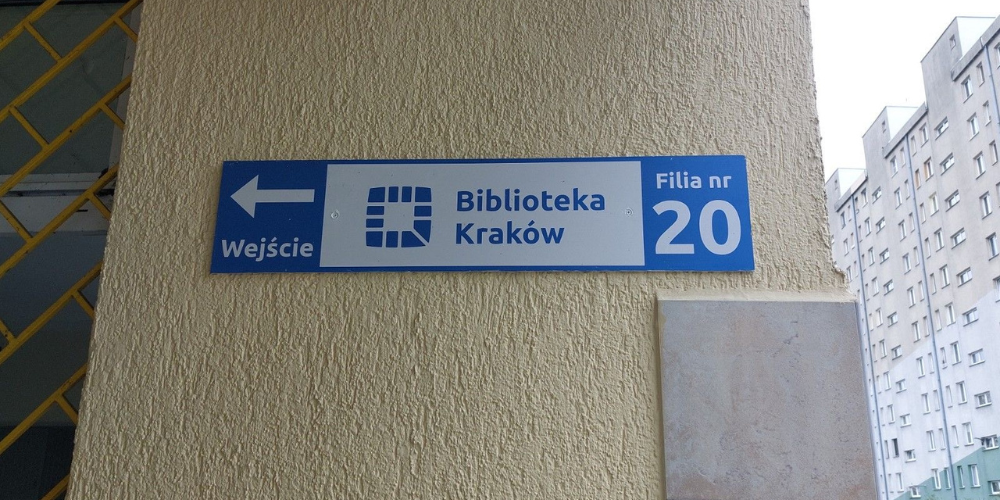 Wejście
Biblioteka
Kraków
Filia nr
20